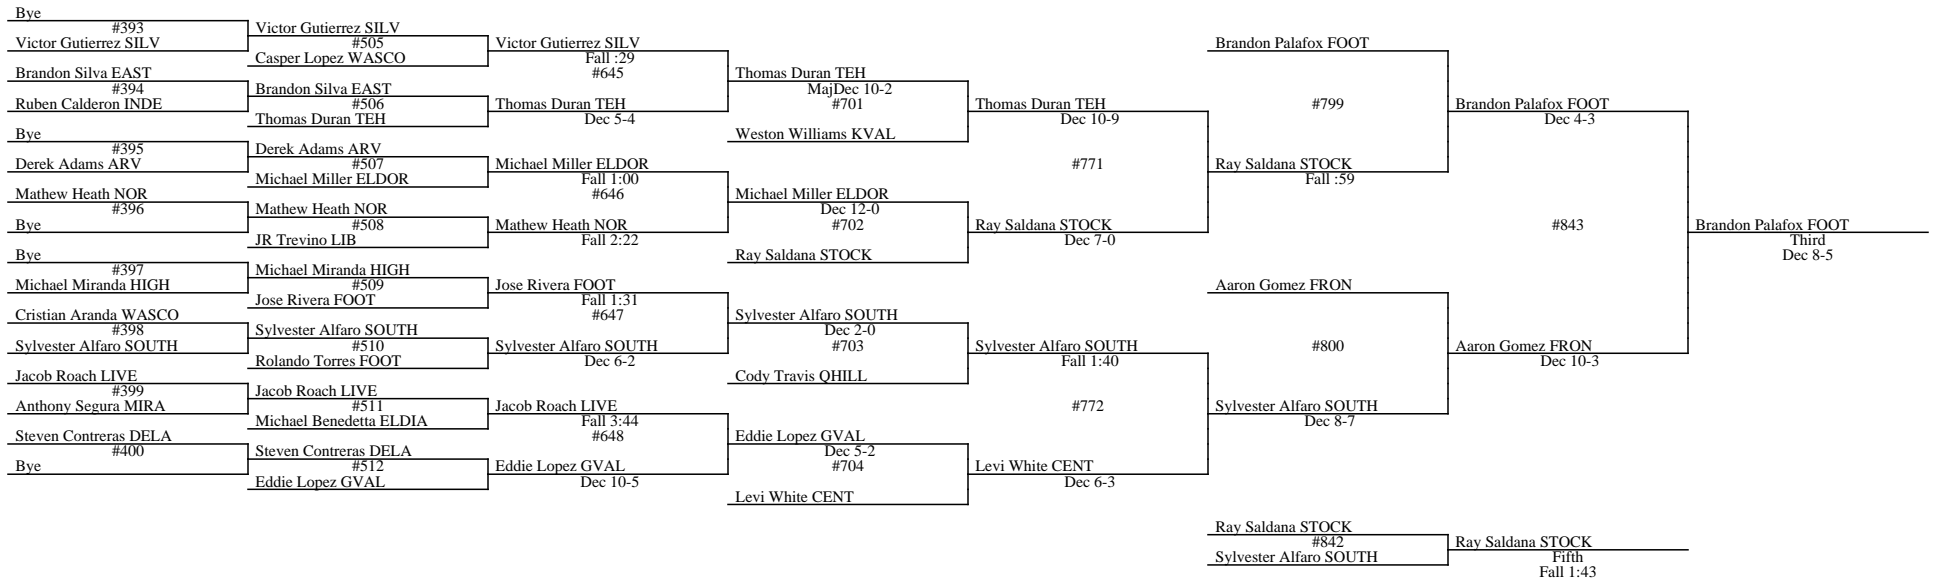 Bye
#393
Victor Gutierrez SILV
Brandon Silva EAST
#394
Ruben Calderon INDE
Bye
#395
Derek Adams ARV
Mathew Heath NOR
#396
Bye
Bye
#397
Michael Miranda HIGH
Cristian Aranda WASCO
#398
Sylvester Alfaro SOUTH
Jacob Roach LIVE
#399
Anthony Segura MIRA
Steven Contreras DELA
#400
Bye
Victor Gutierrez SILV
#505
Casper Lopez WASCO
Brandon Silva EAST
#506
Thomas Duran TEH
Derek Adams ARV
#507
Michael Miller ELDOR
Mathew Heath NOR
#508
JR Trevino LIB
Michael Miranda HIGH
#509
Jose Rivera FOOT
Sylvester Alfaro SOUTH
#510
Rolando Torres FOOT
Jacob Roach LIVE
#511
Michael Benedetta ELDIA
Steven Contreras DELA
#512
Eddie Lopez GVAL
Victor Gutierrez SILV
Fall :29
#645
Thomas Duran TEH
Dec 5-4
Michael Miller ELDOR
Fall 1:00
#646
Mathew Heath NOR
Fall 2:22
Jose Rivera FOOT
Fall 1:31
#647
Sylvester Alfaro SOUTH
Dec 6-2
Jacob Roach LIVE
Fall 3:44
#648
Eddie Lopez GVAL
Dec 10-5
Thomas Duran TEH
MajDec 10-2
#701
Weston Williams KVAL
Michael Miller ELDOR
Dec 12-0
#702
Ray Saldana STOCK
Sylvester Alfaro SOUTH
Dec 2-0
#703
Cody Travis QHILL
Eddie Lopez GVAL
Dec 5-2
#704
Levi White CENT
Thomas Duran TEH
Dec 10-9
#771
Ray Saldana STOCK
Dec 7-0
Sylvester Alfaro SOUTH
Fall 1:40
#772
Levi White CENT
Dec 6-3
Brandon Palafox FOOT
#799
Ray Saldana STOCK
Fall :59
Aaron Gomez FRON
#800
Sylvester Alfaro SOUTH
Dec 8-7
Brandon Palafox FOOT
Dec 4-3
#843
Aaron Gomez FRON
Dec 10-3
Brandon Palafox FOOT
Third
Dec 8-5
Ray Saldana STOCK
#842
Sylvester Alfaro SOUTH
Ray Saldana STOCK
Fifth
Fall 1:43